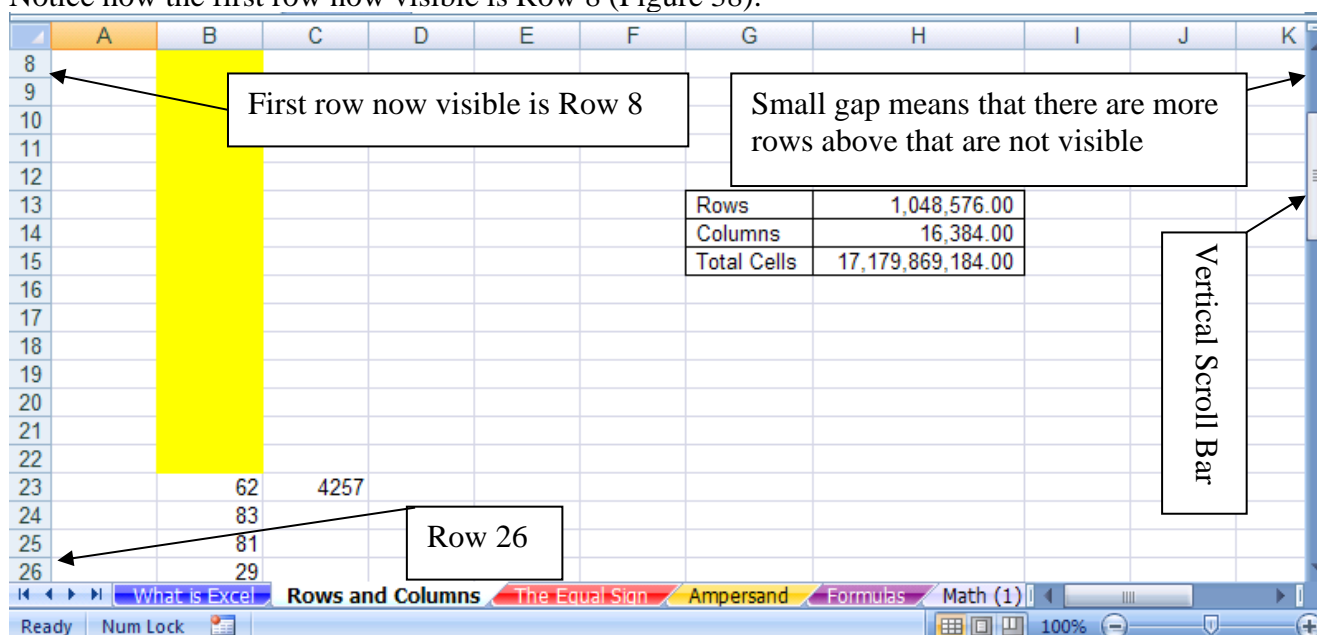 Notice how the first row now visible is Row 8 (Figure 38).
A B C D E F G H I J K
8
9
First row now visible is Row 8
Small gap means that there are more
rows above that are not visible
10
11
12
13 Rows 1,048,576.00
14 Columns 16,384.00
15 Total Cells 17,179,869,184.00
16
17
18
19
20
21
22
Vertical Scroll Bar
23 62 4257
24 83
25 81
Row 26
26 29
What is Excel Rows and Columns The Equal Sign Ampersand Formulas Math (1)
Ready Num Lock 100%